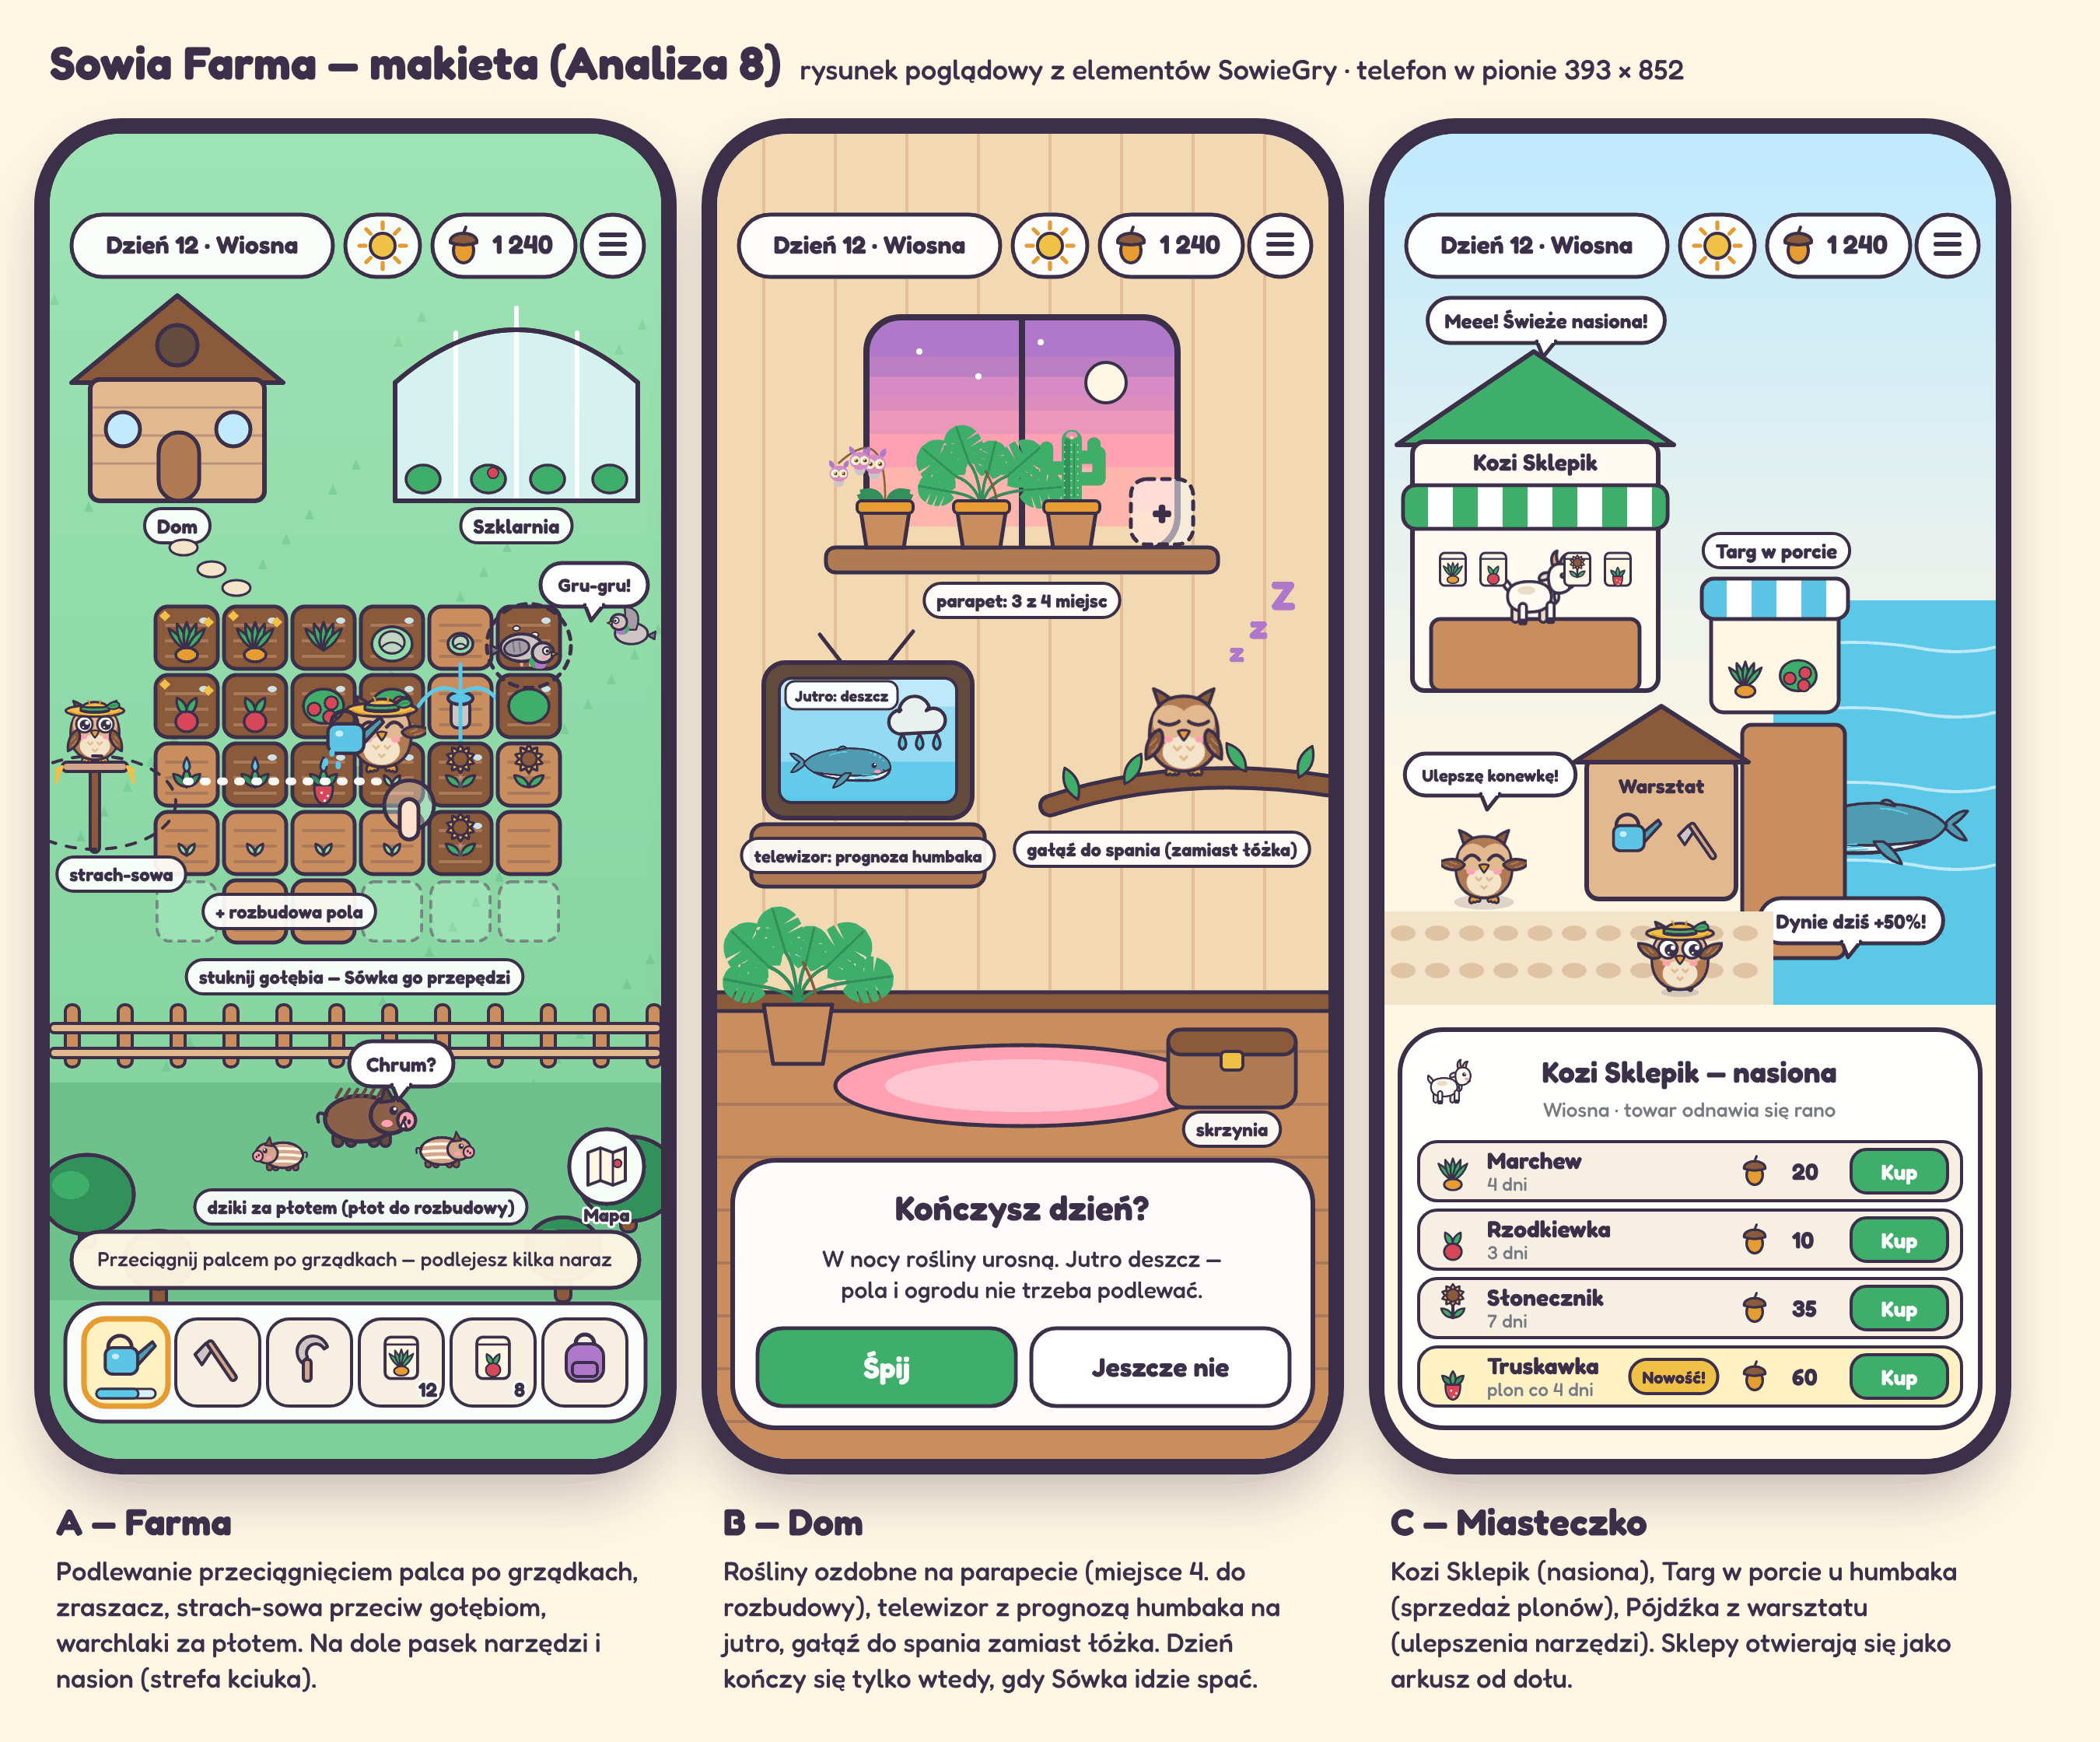 Sowia Farma — makieta (Analiza 8) rysunek poglądowy z elementów SowieGry · telefon w pionie 393 × 852
Dzień 12 · Wiosna
1 240
Dom
Szklarnia
Gru-gru!
strach-sowa
+ rozbudowa pola
stuknij gołębia — Sówka go przepędzi
Chrum?
dziki za płotem (płot do rozbudowy)
Mapa
Przeciągnij palcem po grządkach — podlejesz kilka naraz
12
8
Dzień 12 · Wiosna
1 240
+
parapet: 3 z 4 miejsc
Z
z
z
Jutro: deszcz
telewizor: prognoza humbaka
gałąź do spania (zamiast łóżka)
skrzynia
Kończysz dzień?
W nocy rośliny urosną. Jutro deszcz —
pola i ogrodu nie trzeba podlewać.
Śpij
Jeszcze nie
Dzień 12 · Wiosna
1 240
Meee! Świeże nasiona!
Kozi Sklepik
Targ w porcie
Ulepszę konewkę!
Warsztat
Dynie dziś +50%!
Kozi Sklepik — nasiona
Wiosna · towar odnawia się rano
Marchew
4 dni
20
Kup
Rzodkiewka
3 dni
10
Kup
Słonecznik
7 dni
35
Kup
Truskawka
plon co 4 dni
Nowość!
60
Kup
A — Farma
Podlewanie przeciągnięciem palca po grządkach,
zraszacz, strach-sowa przeciw gołębiom,
warchlaki za płotem. Na dole pasek narzędzi i
nasion (strefa kciuka).
B — Dom
Rośliny ozdobne na parapecie (miejsce 4. do
rozbudowy), telewizor z prognozą humbaka na
jutro, gałąź do spania zamiast łóżka. Dzień
kończy się tylko wtedy, gdy Sówka idzie spać.
C — Miasteczko
Kozi Sklepik (nasiona), Targ w porcie u humbaka
(sprzedaż plonów), Pójdźka z warsztatu
(ulepszenia narzędzi). Sklepy otwierają się jako
arkusz od dołu.